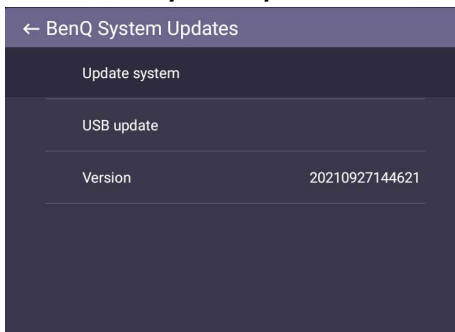 ← BenQ System Updates
Update system
USB update
Version 20210927144621